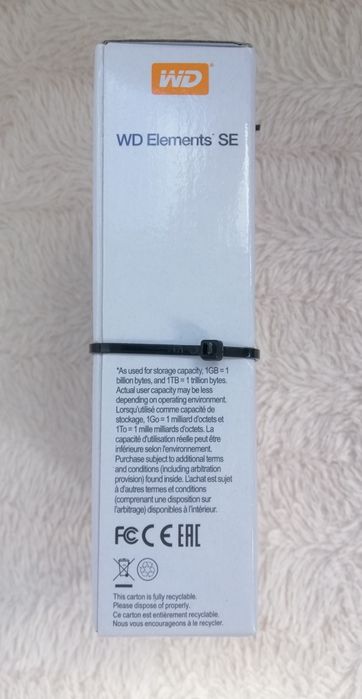 WD
WD Elements™ SE
*As used for storage capacity, 1GB = 1
billion bytes, and 1TB = 1 trillion bytes.
Actual user capacity may be less
depending on operating environment.
Lorsqu'utilisé comme capacité de
stockage, 1Go = 1 milliard d'octets et
1To = 1 mille milliards d'octets. La
capacité d'utilisation réelle peut être
inférieure selon l'environnement.
Purchase subject to additional terms
and conditions (including arbitration
provision) found inside. L'achat est sujet
à d'autres termes et conditions
(comprenant une disposition sur
l'arbitrage) disponibles à l'intérieur.
FC CE EAC
This carton is fully recyclable.
Please dispose of properly.
Ce carton est entièrement recyclable.
Nous vous encourageons à le recycler.